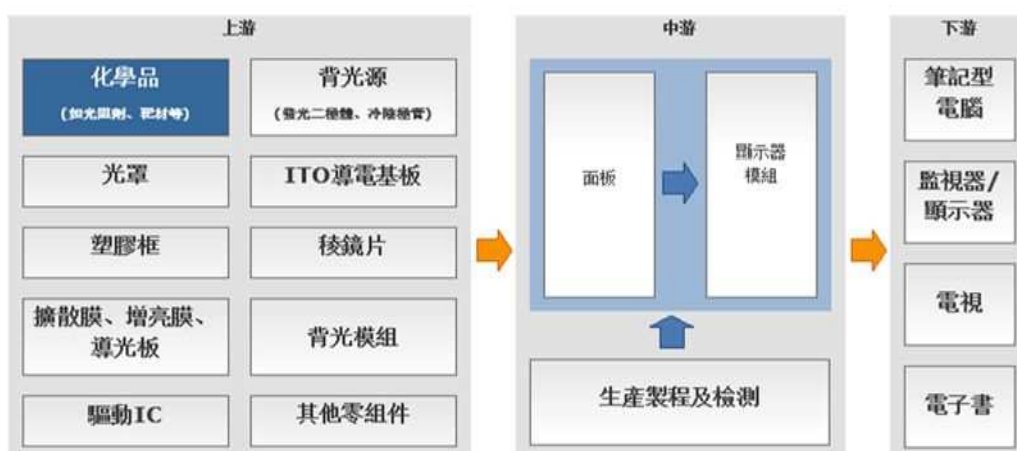 上游
化學品
(如光阻劑、靶材等)
背光源
(發光二極體、冷陰極管)
光罩
ITO導電基板
塑膠框
稜鏡片
擴散膜、增亮膜、
導光板
背光模組
驅動IC
其他零組件
中游
面板
顯示器
模組
生產製程及檢測
下游
筆記型
電腦
監視器/
顯示器
電視
電子書